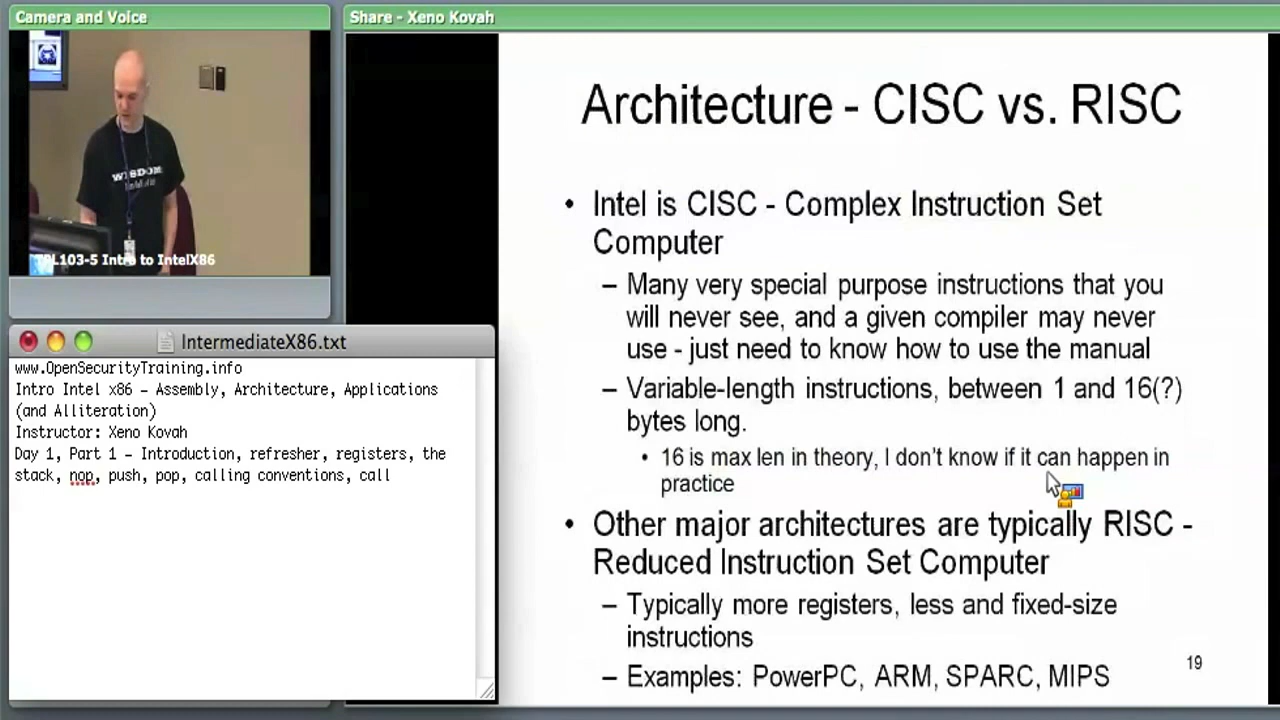 Camera and Voice
WISDOM
103-5 Intro to IntelX86
IntermediateX86.txt
www.OpenSecurityTraining.info
Intro Intel x86 – Assembly, Architecture, Applications
(and Alliteration)
Instructor: Xeno Kovah
Day 1, Part 1 – Introduction, refresher, registers, the
stack, nop, push, pop, calling conventions, call
Share - Xeno Kovah
Architecture - CISC vs. RISC
• Intel is CISC - Complex Instruction Set
Computer
– Many very special purpose instructions that you
will never see, and a given compiler may never
use - just need to know how to use the manual
– Variable-length instructions, between 1 and 16(?)
bytes long.
• 16 is max len in theory, I don't know if it can happen in
practice
• Other major architectures are typically RISC -
Reduced Instruction Set Computer
– Typically more registers, less and fixed-size
instructions
– Examples: PowerPC, ARM, SPARC, MIPS
19